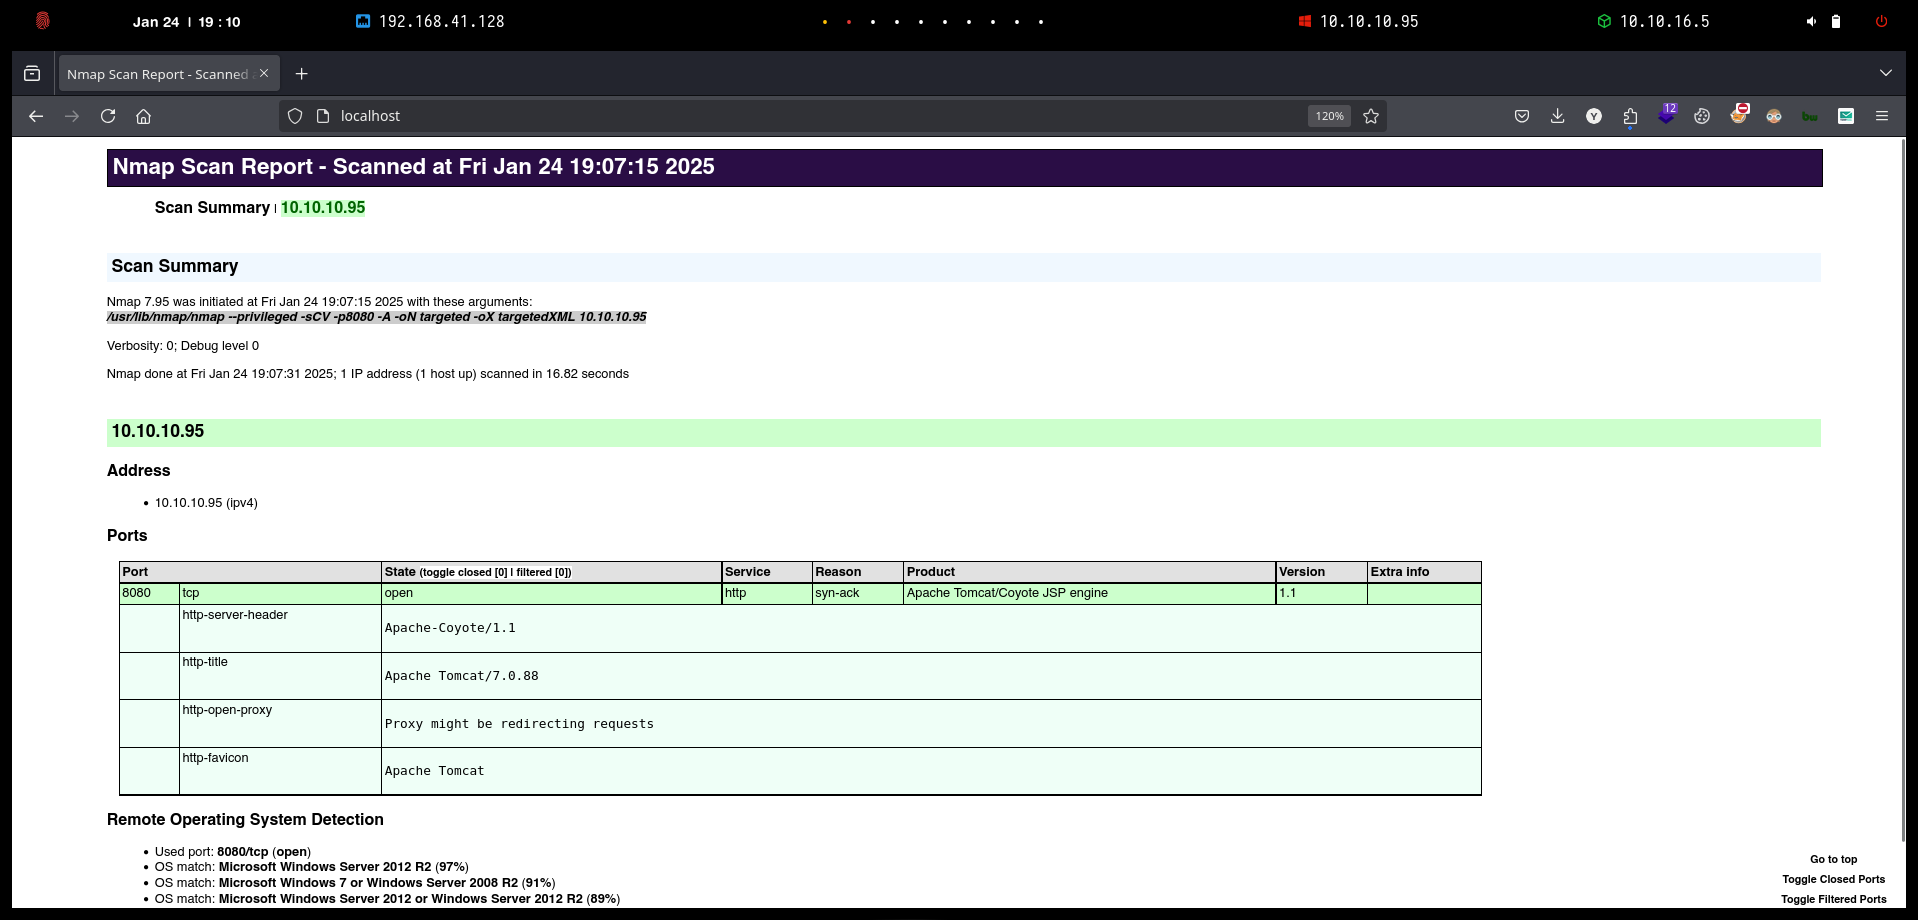 Jan 24 | 19 : 10
192.168.41.128
10.10.10.95
10.10.16.5
Nmap Scan Report - Scanned
localhost
120%
Y
12
bw
Nmap Scan Report - Scanned at Fri Jan 24 19:07:15 2025
Scan Summary | 10.10.10.95
Scan Summary
Nmap 7.95 was initiated at Fri Jan 24 19:07:15 2025 with these arguments:
/usr/lib/nmap/nmap --privileged -sCV -p8080 -A -oN targeted -oX targetedXML 10.10.10.95
Verbosity: 0; Debug level 0
Nmap done at Fri Jan 24 19:07:31 2025; 1 IP address (1 host up) scanned in 16.82 seconds
10.10.10.95
Address
• 10.10.10.95 (ipv4)
Ports
Port State (toggle closed [0] | filtered [0]) Service Reason Product Version Extra info
8080 tcp open http syn-ack Apache Tomcat/Coyote JSP engine 1.1
http-server-header Apache-Coyote/1.1
http-title Apache Tomcat/7.0.88
http-open-proxy Proxy might be redirecting requests
http-favicon Apache Tomcat
Remote Operating System Detection
• Used port: 8080/tcp (open)
• OS match: Microsoft Windows Server 2012 R2 (97%)
• OS match: Microsoft Windows 7 or Windows Server 2008 R2 (91%)
• OS match: Microsoft Windows Server 2012 or Windows Server 2012 R2 (89%)
Go to top
Toggle Closed Ports
Toggle Filtered Ports